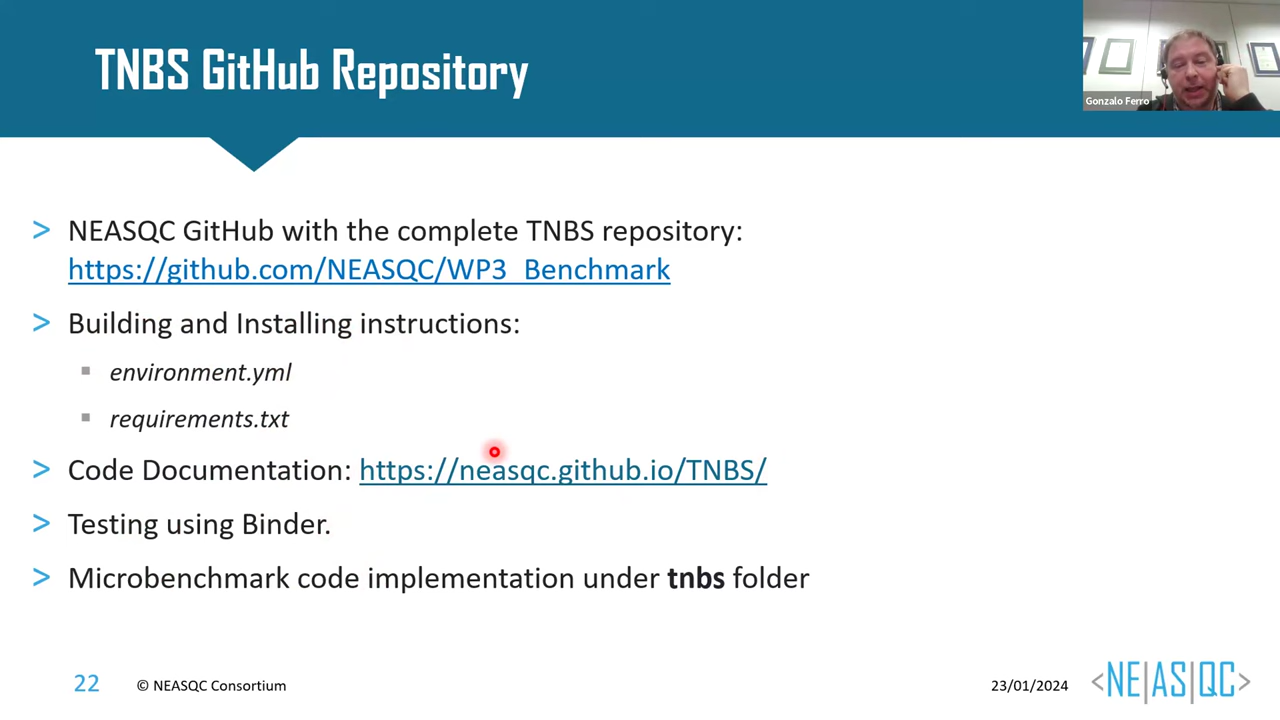 TNBS GitHub Repository
Gonzalo Ferro
> NEASQC GitHub with the complete TNBS repository:
https://github.com/NEASQC/WP3_Benchmark
> Building and Installing instructions:
▪ environment.yml
▪ requirements.txt
> Code Documentation: https://neasqc.github.io/TNBS/
> Testing using Binder.
> Microbenchmark code implementation under tnbs folder
22 © NEASQC Consortium 23/01/2024 <NE|AS|QC>